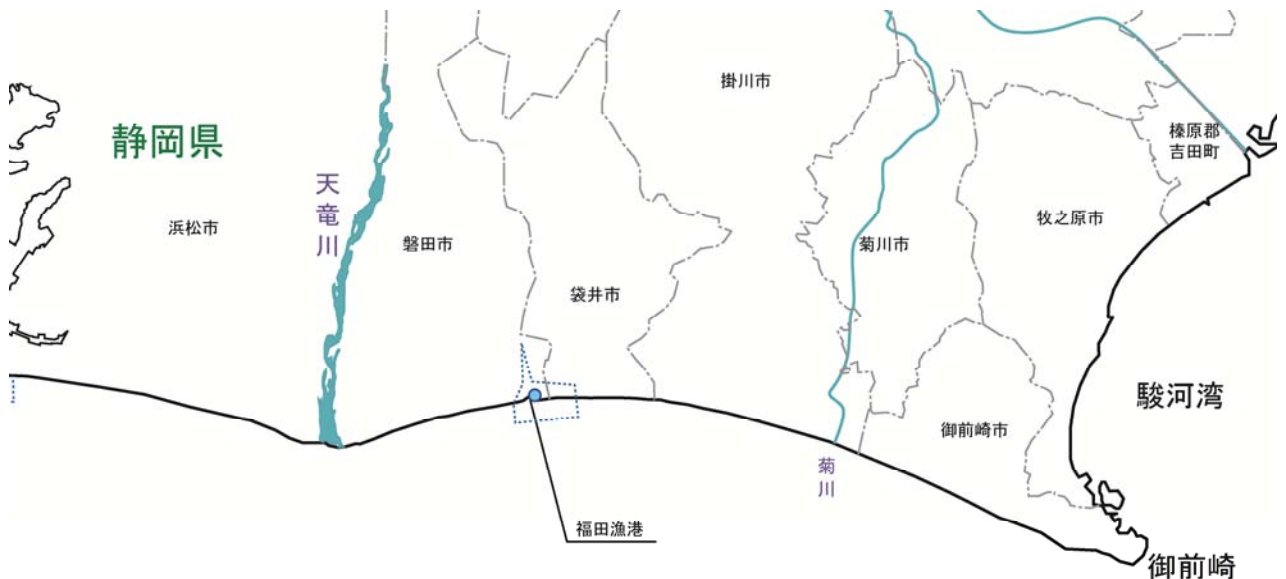 掛川市
静岡県
榛原郡
吉田町
天竜川
浜松市
磐田市
菊川市
牧之原市
袋井市
駿河湾
御前崎市
菊川
福田漁港
御前崎